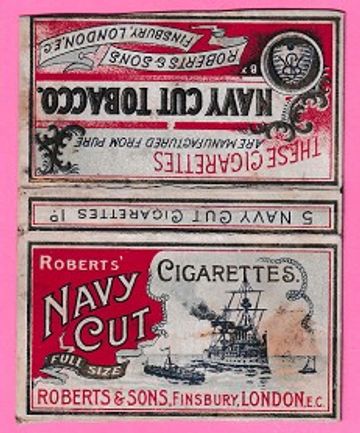 THESE CIGARETTES
ARE MANUFACTURED FROM PURE
NAVY CUT TOBACCO.
BY
ROBERTS & SONS
FINSBURY, LONDON, E.C.
5 NAVY CUT CIGARETTES 1D
ROBERTS'
NAVY
CUT
CIGARETTES.
FULL SIZE
ROBERTS & SONS, FINSBURY, LONDON, E.C.